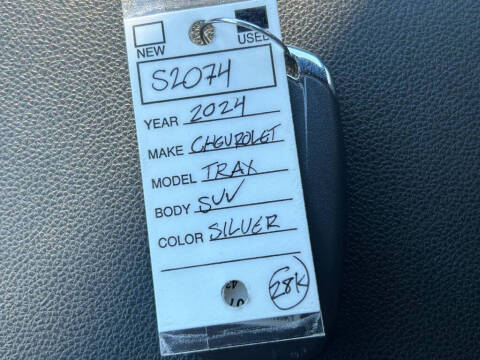 NEW USED
S2074
YEAR 2024
MAKE CHEVROLET
MODEL TRAX
BODY SUV
COLOR SILVER
28K